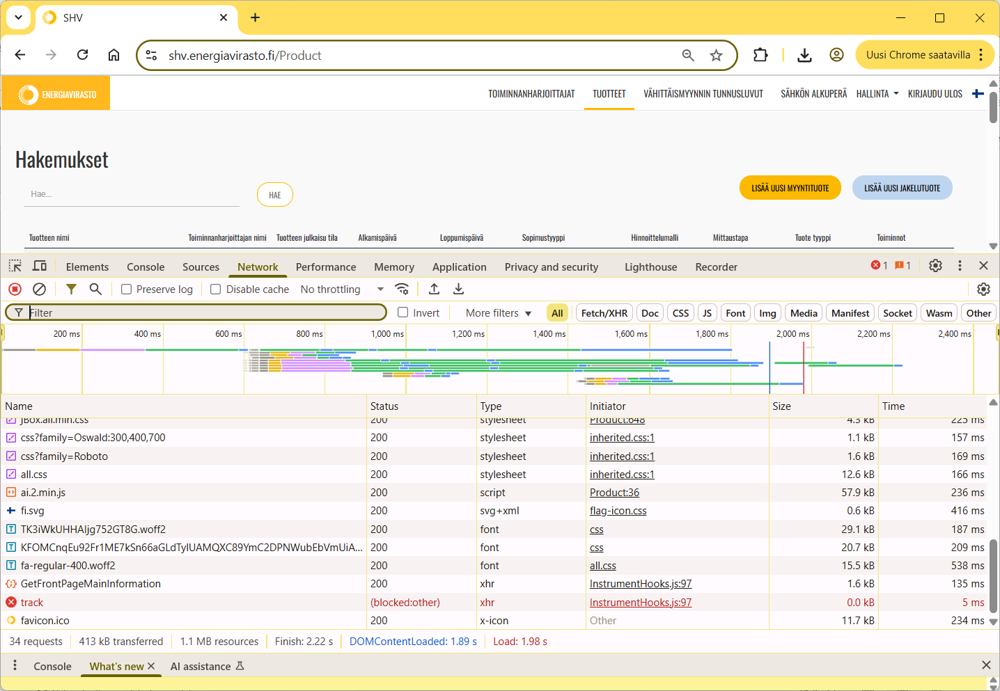 SHV
shv.energiavirasto.fi/Product
Uusi Chrome saatavilla
ENERGIAVIRASTO
TOIMINNANHARJOITTAJAT TUOTTEET VÄHITTÄISMYYNNIN TUNNUSLUVUT SÄHKÖN ALKUPERÄ HALLINTA KIRJAUDU ULOS
Hakemukset
Hae...
HAE
LISÄÄ UUSI MYYNTITUOTE
LISÄÄ UUSI JAKELUTUOTE
Tuotteen nimi Toiminnanharjoittajan nimi Tuotteen julkaisu tila Alkamispäivä Loppumispäivä Sopimustyyppi Hinnoittelumalli Mittaustapa Tuote tyyppi Toiminnot
Elements Console Sources Network Performance Memory Application Privacy and security Lighthouse Recorder 1 1
Preserve log Disable cache No throttling
Filter Invert More filters All Fetch/XHR Doc CSS JS Font Img Media Manifest Socket Wasm Other
200 ms 400 ms 600 ms 800 ms 1,000 ms 1,200 ms 1,400 ms 1,600 ms 1,800 ms 2,000 ms 2,200 ms 2,400 ms
Name Status Type Initiator Size Time
jBox.all.min.css 200 stylesheet Product:648 4.3 kB 225 ms
css?family=Oswald:300,400,700 200 stylesheet inherited.css:1 1.1 kB 157 ms
css?family=Roboto 200 stylesheet inherited.css:1 1.6 kB 169 ms
all.css 200 stylesheet inherited.css:1 12.6 kB 166 ms
ai.2.min.js 200 script Product:36 57.9 kB 236 ms
fi.svg 200 svg+xml flag-icon.css 0.6 kB 416 ms
TK3iWkUHHAIjg752GT8G.woff2 200 font css 29.1 kB 187 ms
KFOMCnqEu92Fr1ME7kSn66aGLdTylUAMQXC89YmC2DPNWubEbVmUiA... 200 font css 20.7 kB 209 ms
fa-regular-400.woff2 200 font all.css 15.5 kB 538 ms
GetFrontPageMainInformation 200 xhr InstrumentHooks.js:97 1.6 kB 135 ms
track (blocked:other) xhr InstrumentHooks.js:97 0.0 kB 5 ms
favicon.ico 200 x-icon Other 11.7 kB 234 ms
34 requests 413 kB transferred 1.1 MB resources Finish: 2.22 s DOMContentLoaded: 1.89 s Load: 1.98 s
Console What's new AI assistance